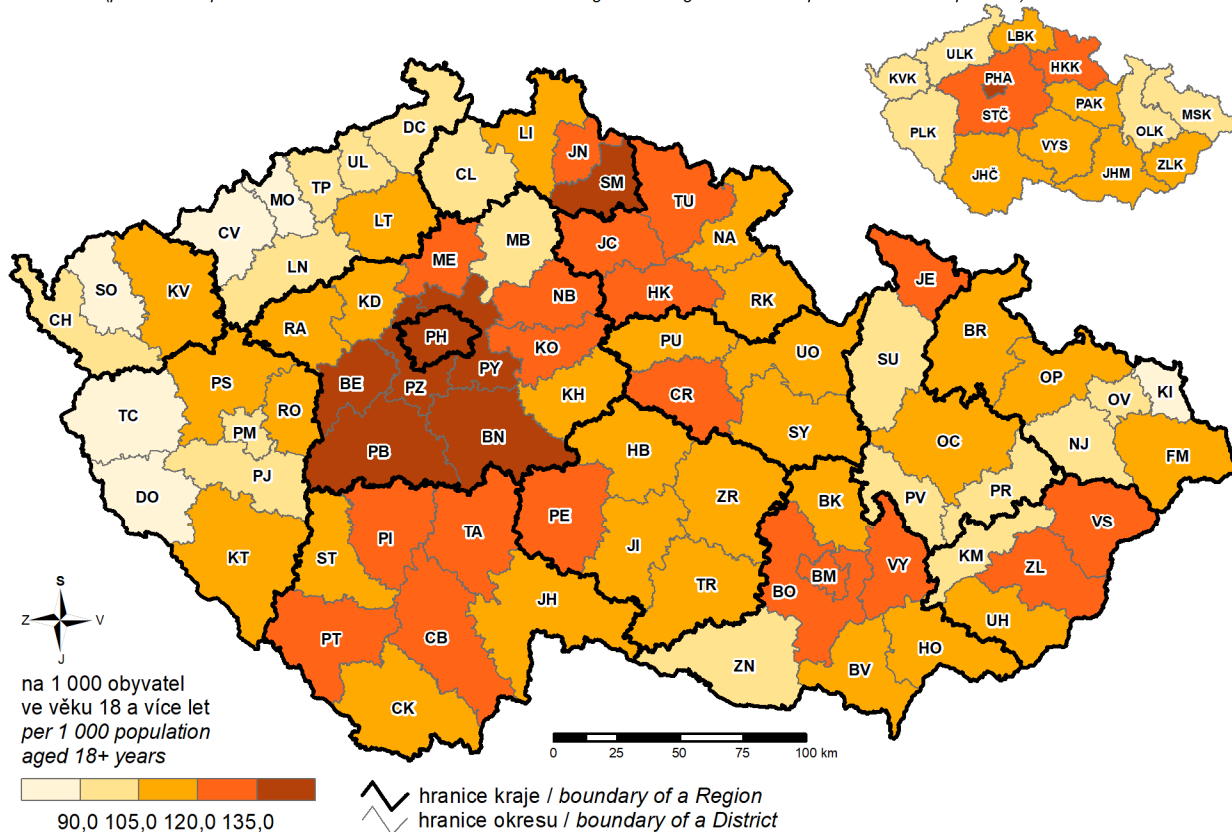 LBK
ULK
HKK
KVK
PHA
PAK
STČ
MSK
PLK
OLK
VYS
ZLK
JHČ
JHM
DC
LI
JN
UL
CL
SM
TP
MO
TU
LT
CV
MB
JC
NA
ME
LN
SO
KV
NB
HK
JE
KD
RK
CH
RA
BR
PH
KO
PU
UO
SU
PS
BE
PZ
PY
OP
RO
KH
CR
KI
OV
TC
PM
SY
OC
NJ
PB
BN
HB
FM
PJ
ZR
PV
PR
DO
BK
PE
VS
PI
TA
JI
KM
KT
ST
VY
ZL
BM
TR
BO
JH
UH
PT
CB
HO
ZN
BV
CK
S
Z V
J
na 1 000 obyvatel
ve věku 18 a více let
per 1 000 population
aged 18+ years
90,0 105,0 120,0 135,0
0 25 50 75 100 km
hranice kraje / boundary of a Region
hranice okresu / boundary of a District